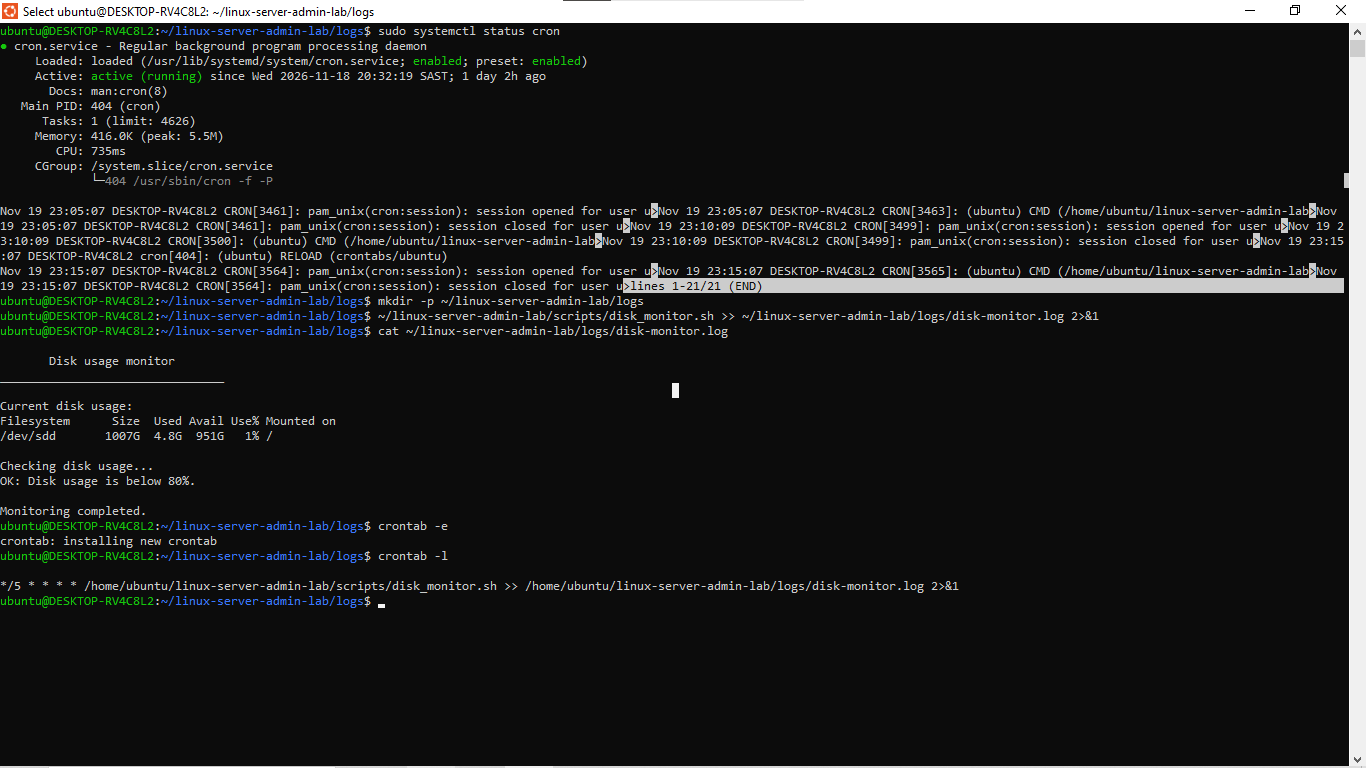 Select ubuntu@DESKTOP-RV4C8L2: ~/linux-server-admin-lab/logs
ubuntu@DESKTOP-RV4C8L2:~/linux-server-admin-lab/logs$ sudo systemctl status cron
● cron.service - Regular background program processing daemon
     Loaded: loaded (/usr/lib/systemd/system/cron.service; enabled; preset: enabled)
     Active: active (running) since Wed 2026-11-18 20:32:19 SAST; 1 day 2h ago
       Docs: man:cron(8)
   Main PID: 404 (cron)
      Tasks: 1 (limit: 4626)
     Memory: 416.0K (peak: 5.5M)
        CPU: 735ms
     CGroup: /system.slice/cron.service
             └─404 /usr/sbin/cron -f -P
Nov 19 23:05:07 DESKTOP-RV4C8L2 CRON[3461]: pam_unix(cron:session): session opened for user u>Nov 19 23:05:07 DESKTOP-RV4C8L2 CRON[3463]: (ubuntu) CMD (/home/ubuntu/linux-server-admin-lab>Nov
19 23:05:07 DESKTOP-RV4C8L2 CRON[3461]: pam_unix(cron:session): session closed for user u>Nov 19 23:10:09 DESKTOP-RV4C8L2 CRON[3499]: pam_unix(cron:session): session opened for user u>Nov 19 2
3:10:09 DESKTOP-RV4C8L2 CRON[3500]: (ubuntu) CMD (/home/ubuntu/linux-server-admin-lab>Nov 19 23:10:09 DESKTOP-RV4C8L2 CRON[3499]: pam_unix(cron:session): session closed for user u>Nov 19 23:15
:07 DESKTOP-RV4C8L2 cron[404]: (ubuntu) RELOAD (crontabs/ubuntu)
Nov 19 23:15:07 DESKTOP-RV4C8L2 CRON[3564]: pam_unix(cron:session): session opened for user u>Nov 19 23:15:07 DESKTOP-RV4C8L2 CRON[3565]: (ubuntu) CMD (/home/ubuntu/linux-server-admin-lab>Nov
19 23:15:07 DESKTOP-RV4C8L2 CRON[3564]: pam_unix(cron:session): session closed for user u>lines 1-21/21 (END)
ubuntu@DESKTOP-RV4C8L2:~/linux-server-admin-lab/logs$ mkdir -p ~/linux-server-admin-lab/logs
ubuntu@DESKTOP-RV4C8L2:~/linux-server-admin-lab/logs$ ~/linux-server-admin-lab/scripts/disk_monitor.sh >> ~/linux-server-admin-lab/logs/disk-monitor.log 2>&1
ubuntu@DESKTOP-RV4C8L2:~/linux-server-admin-lab/logs$ cat ~/linux-server-admin-lab/logs/disk-monitor.log
       Disk usage monitor
________________________________
Current disk usage:
Filesystem      Size  Used Avail Use% Mounted on
/dev/sdd       1007G  4.8G  951G   1% /
Checking disk usage...
OK: Disk usage is below 80%.
Monitoring completed.
ubuntu@DESKTOP-RV4C8L2:~/linux-server-admin-lab/logs$ crontab -e
crontab: installing new crontab
ubuntu@DESKTOP-RV4C8L2:~/linux-server-admin-lab/logs$ crontab -l
*/5 * * * * /home/ubuntu/linux-server-admin-lab/scripts/disk_monitor.sh >> /home/ubuntu/linux-server-admin-lab/logs/disk-monitor.log 2>&1
ubuntu@DESKTOP-RV4C8L2:~/linux-server-admin-lab/logs$